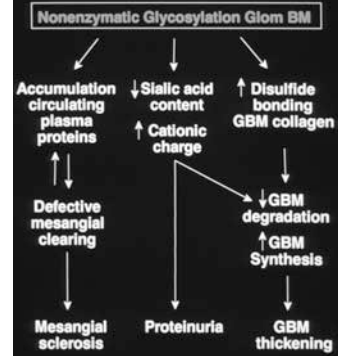 Nonenzymatic Glycosylation Glom BM
Accumulation
circulating
plasma
proteins
↓ Sialic acid
content
↑ Cationic
charge
↑ Disulfide
bonding
GBM collagen
Defective
mesangial
clearing
↓ GBM
degradation
↑ GBM
Synthesis
Mesangial
sclerosis
Proteinuria
GBM
thickening